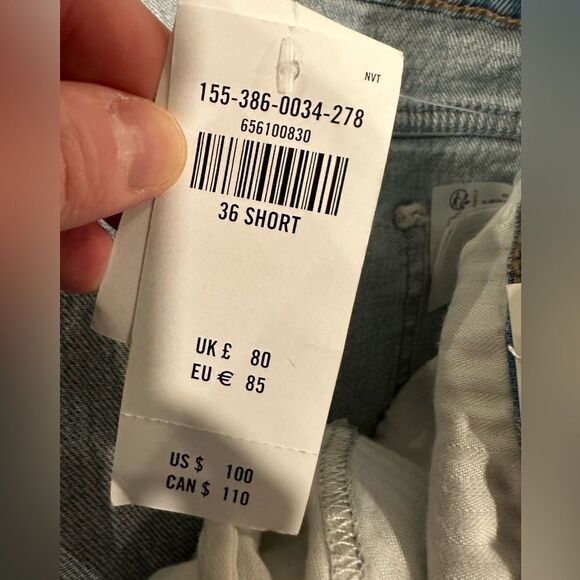 NVT
155-386-0034-278
656100830
36 SHORT
UK £ 80
EU € 85
US $ 100
CAN $ 110